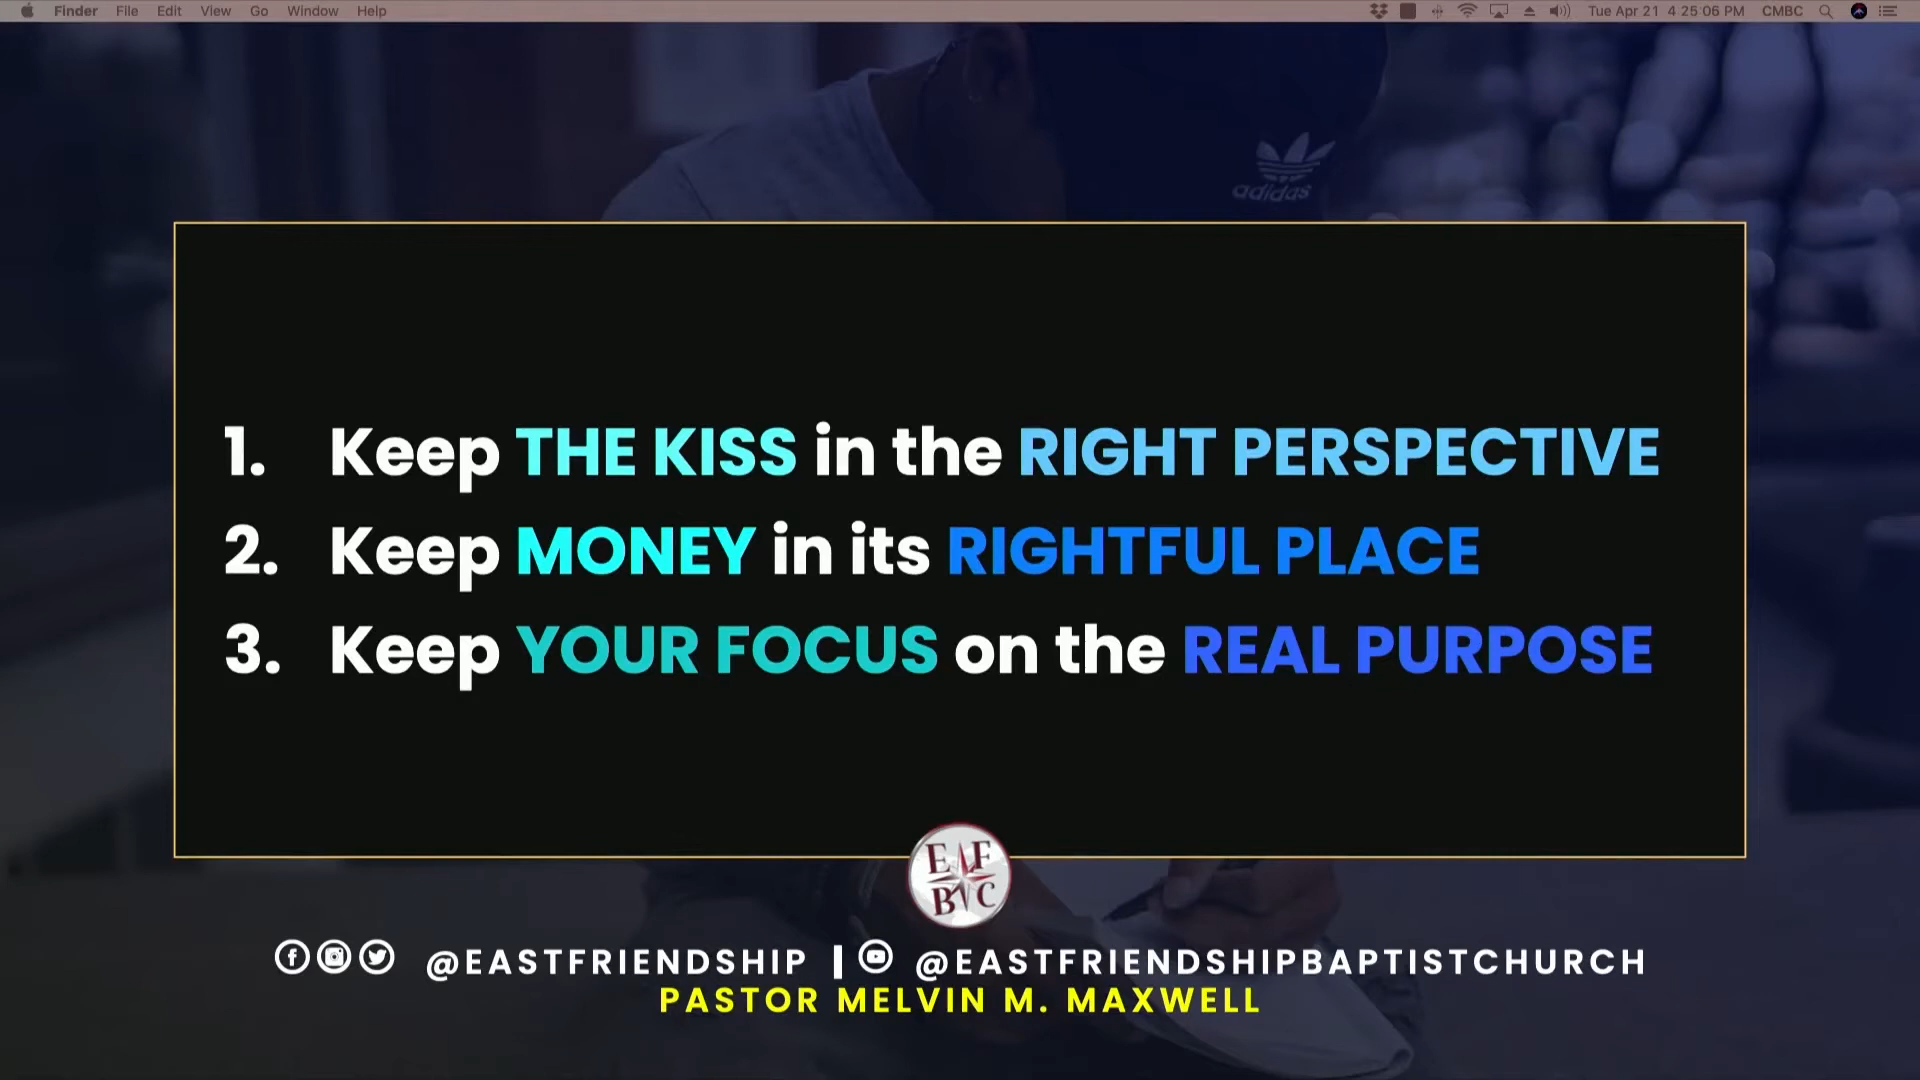 Finder File Edit View Go Window Help Tue Apr 21 4 25:06 PM CMBC
adidas
1. Keep THE KISS in the RIGHT PERSPECTIVE
2. Keep MONEY in its RIGHTFUL PLACE
3. Keep YOUR FOCUS on the REAL PURPOSE
E F
B C
@EASTFRIENDSHIP | @EASTFRIENDSHIPBAPTISTCHURCH
PASTOR MELVIN M. MAXWELL